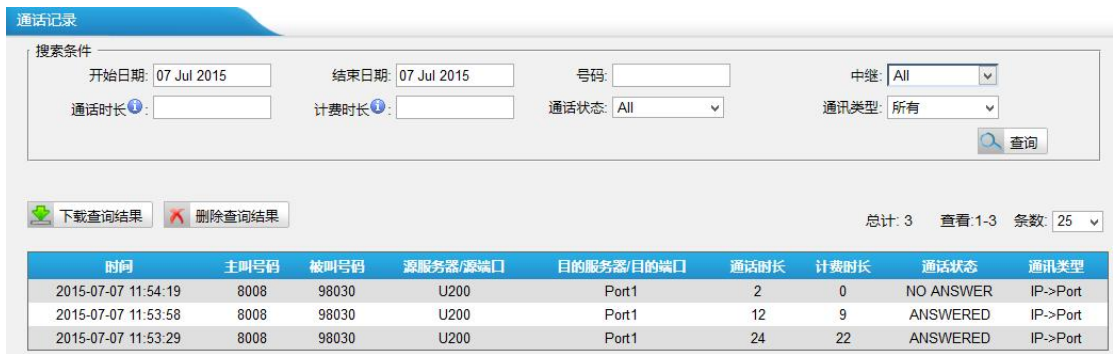 通话记录
搜索条件
开始日期: 07 Jul 2015 结束日期: 07 Jul 2015 号码: 中继: All
通话时长: 计费时长: 通话状态: All 通讯类型: 所有
查询
下载查询结果 删除查询结果 总计: 3 查看:1-3 条数: 25
时间 主叫号码 被叫号码 源服务器/源端口 目的服务器/目的端口 通话时长 计费时长 通话状态 通讯类型
2015-07-07 11:54:19 8008 98030 U200 Port1 2 0 NO ANSWER IP->Port
2015-07-07 11:53:58 8008 98030 U200 Port1 12 9 ANSWERED IP->Port
2015-07-07 11:53:29 8008 98030 U200 Port1 24 22 ANSWERED IP->Port